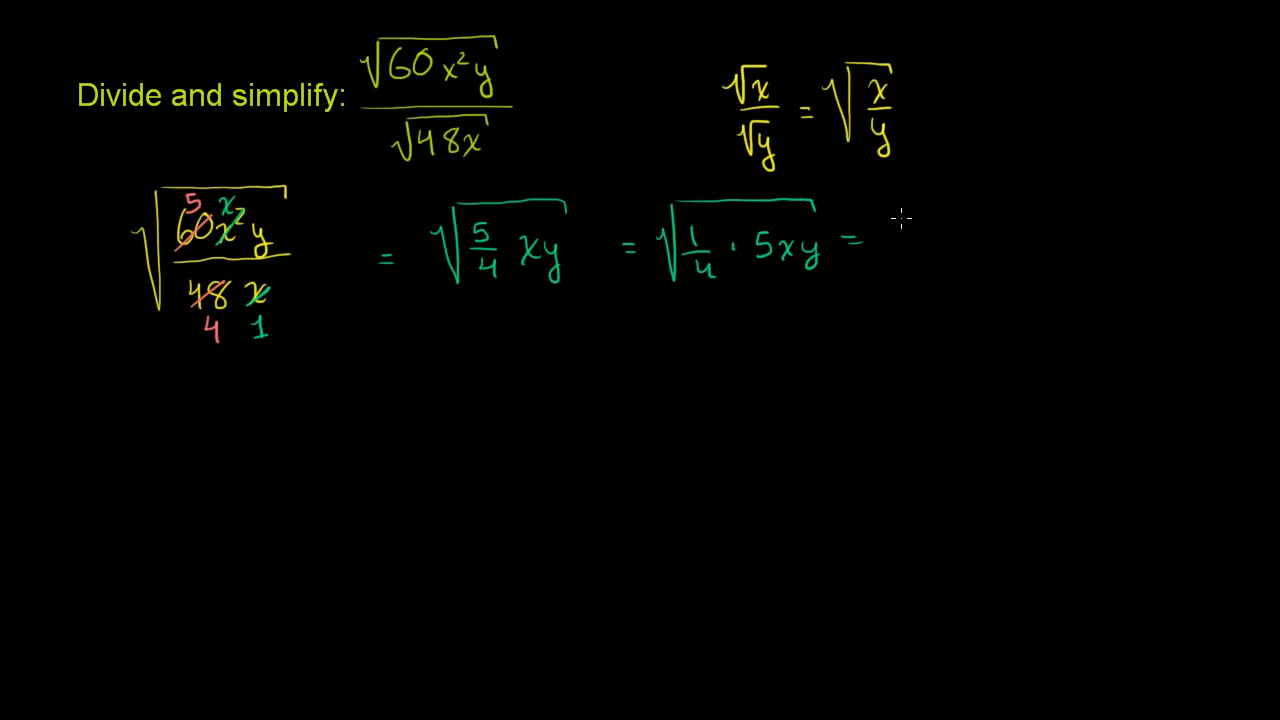 Divide and simplify: √(60x²y) / √(48x)
√x / √y = √(x/y)
√(60x²y / 48x) = √(5/4 xy) = √(1/4 · 5xy) =
5 x
4 1